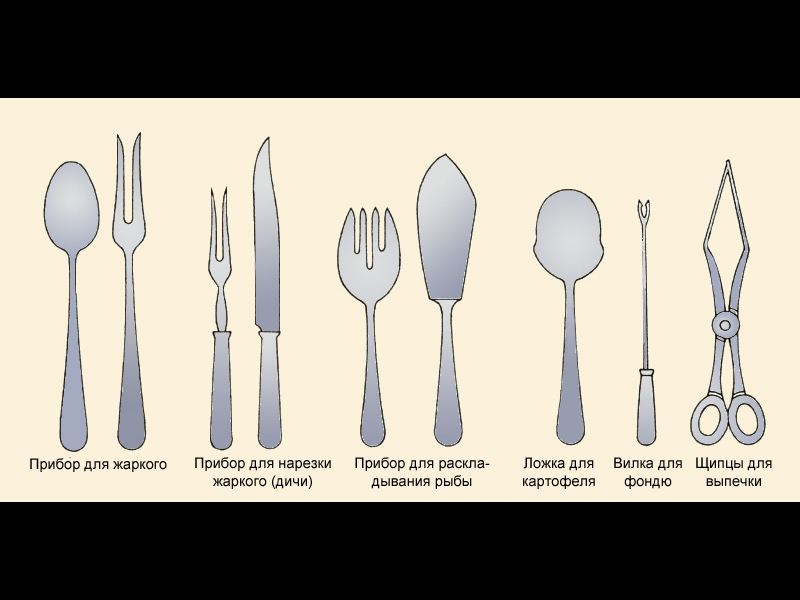 Прибор для жаркого
Прибор для нарезки
жаркого (дичи)
Прибор для раскла-
дывания рыбы
Ложка для
картофеля
Вилка для
фондю
Щипцы для
выпечки